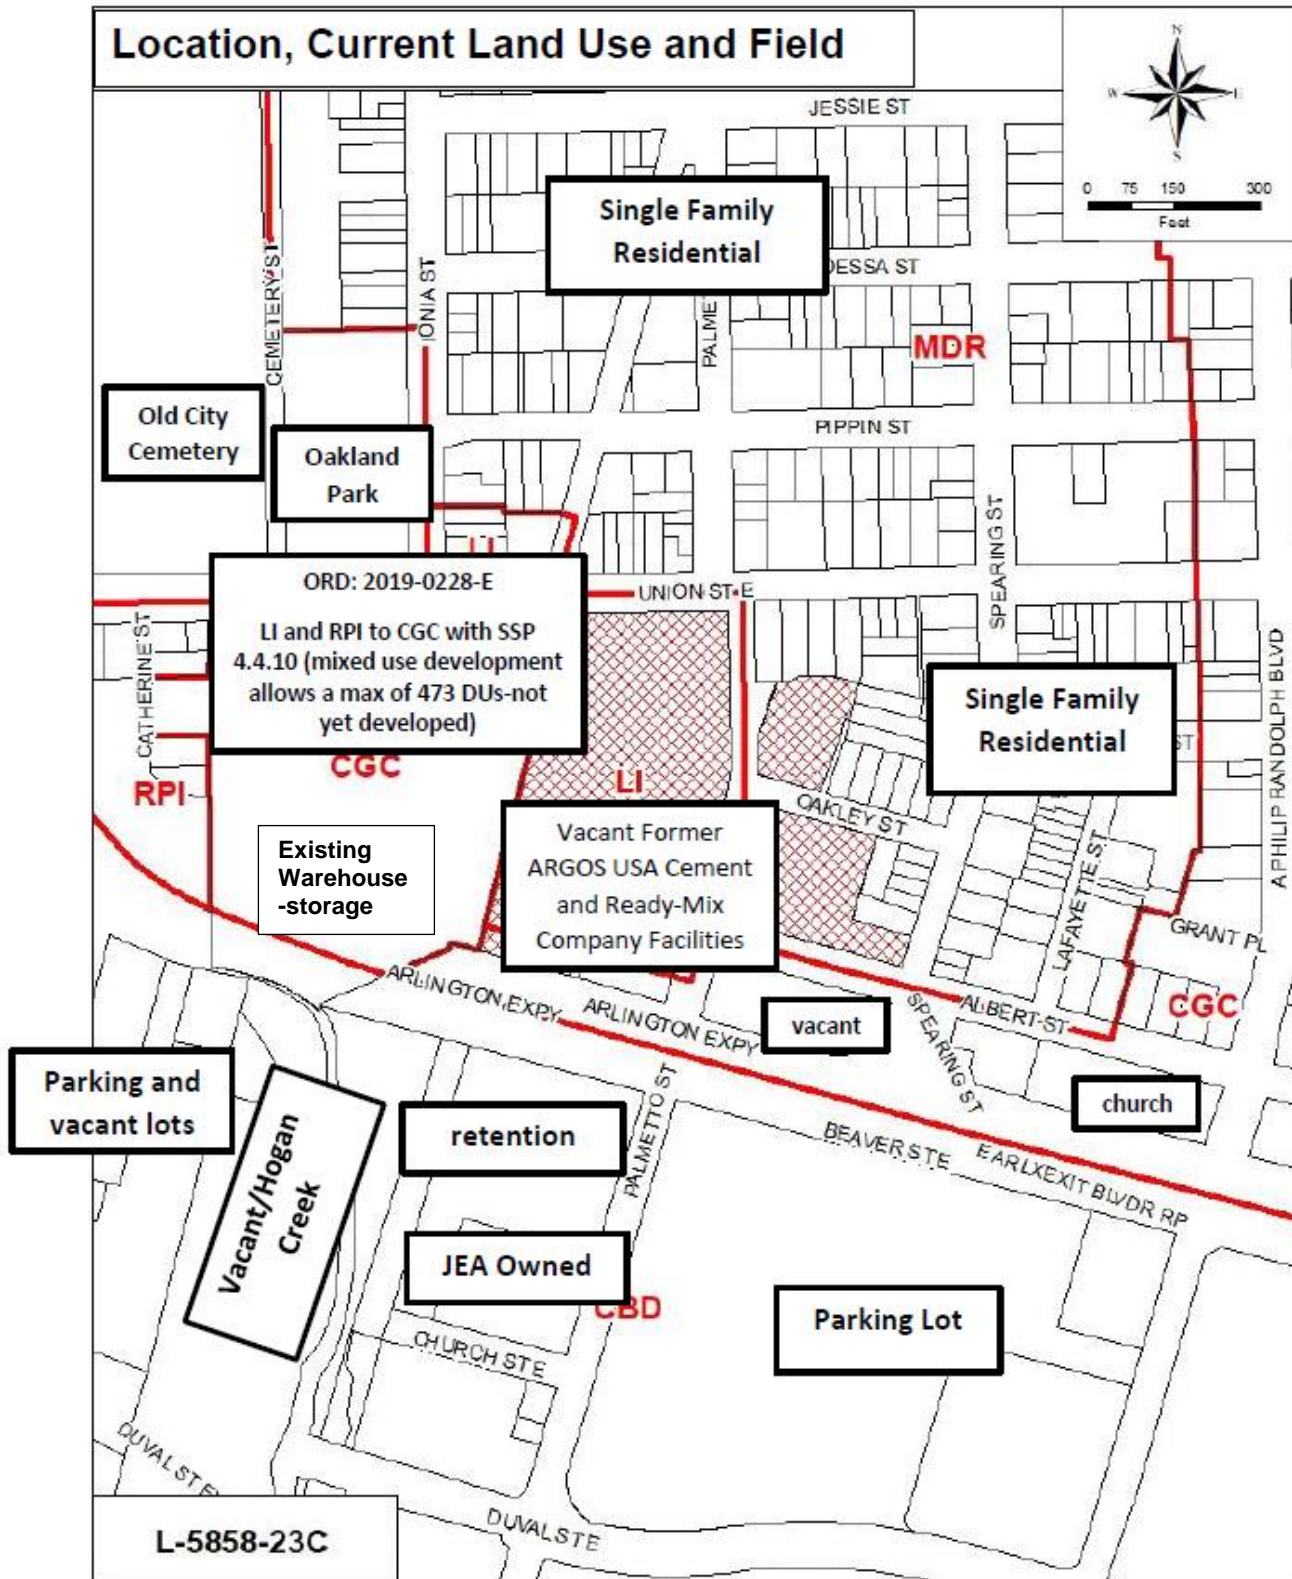 Location, Current Land Use and Field
N
W
E
S
0 75 150 300
Feet
JESSIE ST
Single Family
Residential
CEMETERY ST
IONIA ST
PALME
DESSA ST
MDR
Old City
Cemetery
Oakland
Park
PIPPIN ST
SPEARING ST
LI
ORD: 2019-0228-E
LI and RPI to CGC with SSP
4.4.10 (mixed use development
allows a max of 473 DUs-not
yet developed)
UNION ST E
CATHERINE ST
A PHILIP RANDOLPH BLVD
Single Family
Residential
ST
CGC
RPI
LI
OAKLEY ST
Vacant Former
ARGOS USA Cement
and Ready-Mix
Company Facilities
Existing
Warehouse
-storage
LAFAYETTE ST
GRANT PL
ARLINGTON EXPY
ARLINGTON EXPY
vacant
SPEARING ST
ALBERT ST
CGC
Parking and
vacant lots
Vacant/Hogan
Creek
retention
PALMETTO ST
church
BEAVER ST E
EARLXEXIT BLVDR RP
JEA Owned
CBD
Parking Lot
CHURCH ST E
DUVAL ST E
DUVAL ST E
L-5858-23C